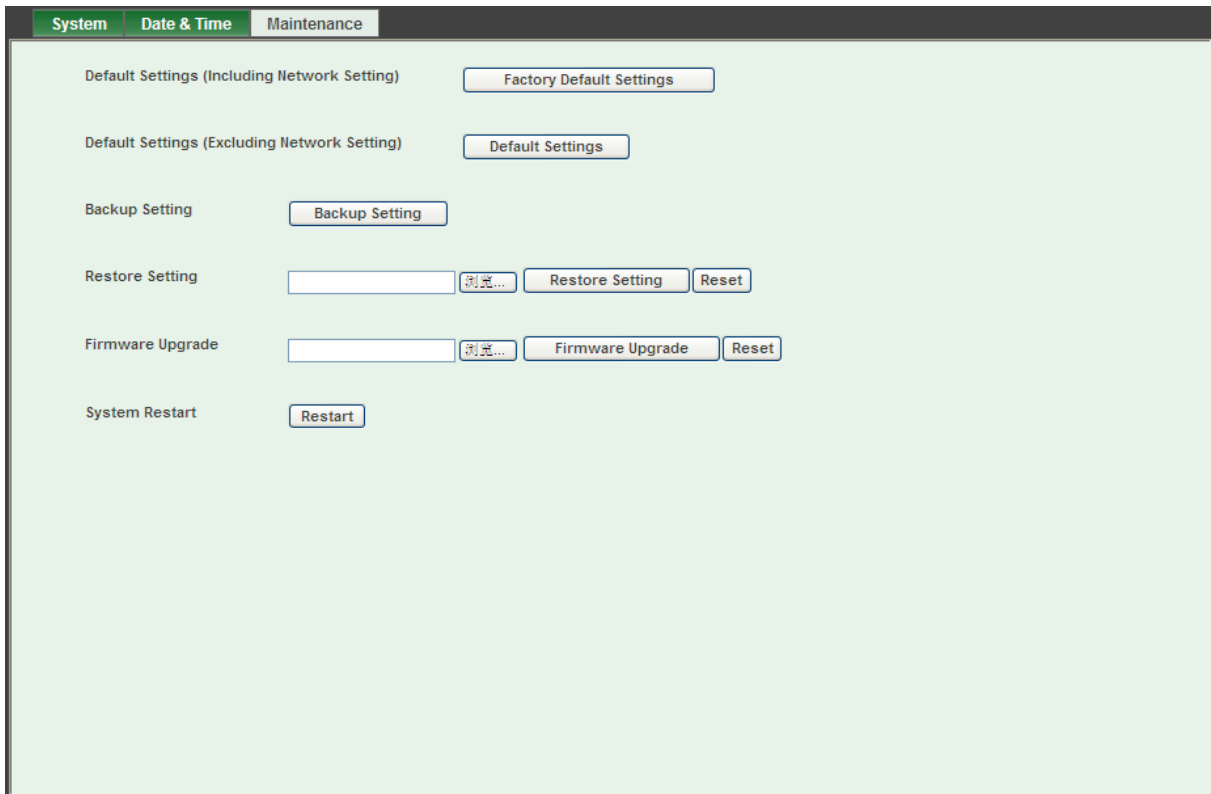 System Date & Time Maintenance
Default Settings (Including Network Setting) Factory Default Settings
Default Settings (Excluding Network Setting) Default Settings
Backup Setting Backup Setting
Restore Setting 浏览... Restore Setting Reset
Firmware Upgrade 浏览... Firmware Upgrade Reset
System Restart Restart